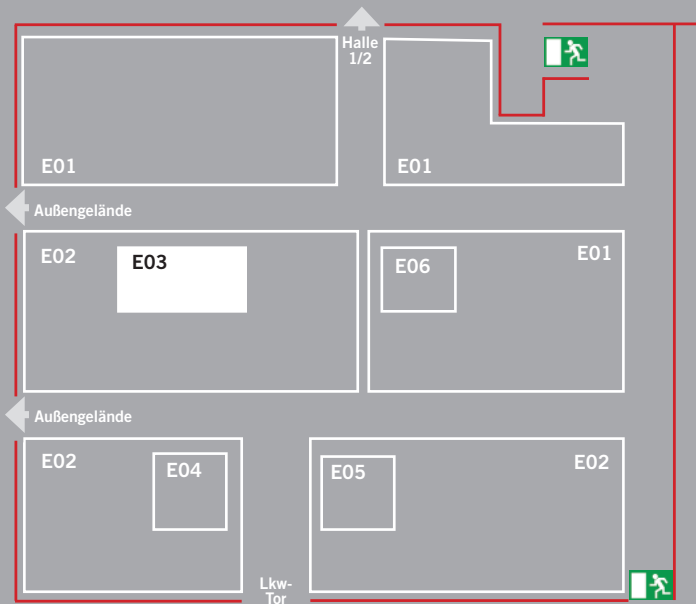 Halle
1/2
E01
E01
Außengelände
E02
E03
E06
E01
Außengelände
E02
E04
E05
E02
Lkw-
Tor